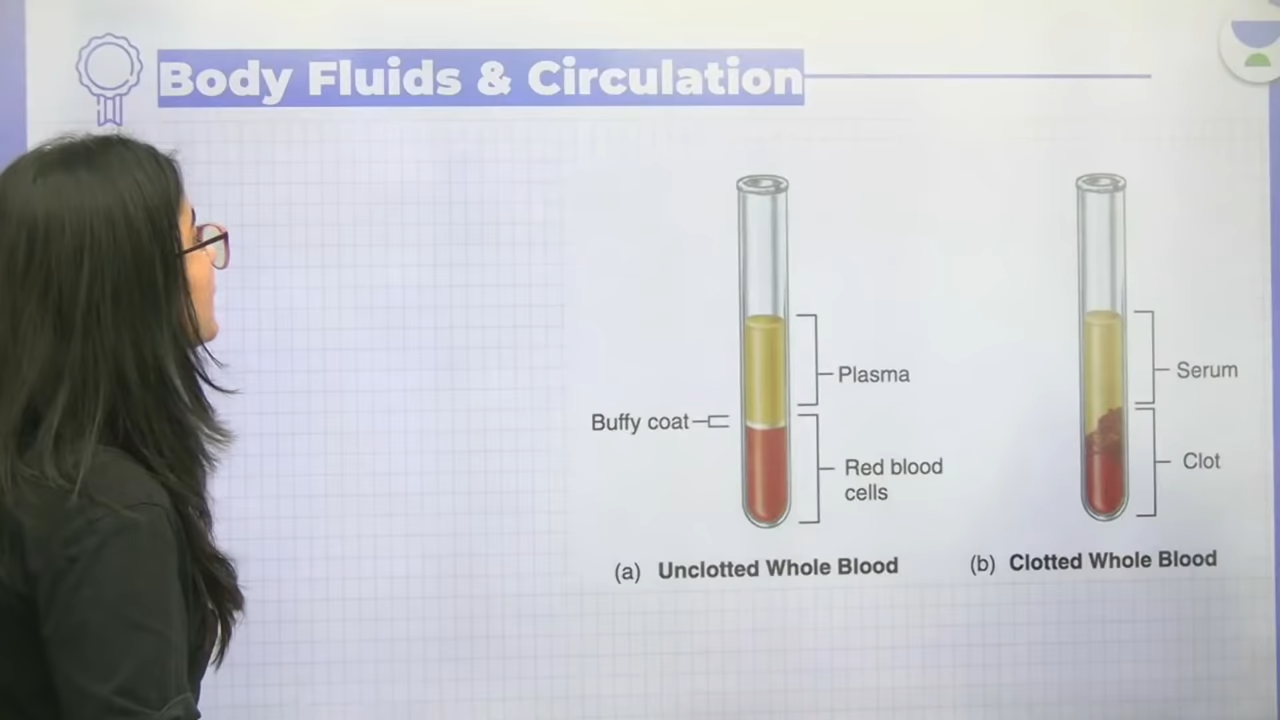 Body Fluids & Circulation
Plasma
Buffy coat
Red blood
cells
(a) Unclotted Whole Blood
Serum
Clot
(b) Clotted Whole Blood